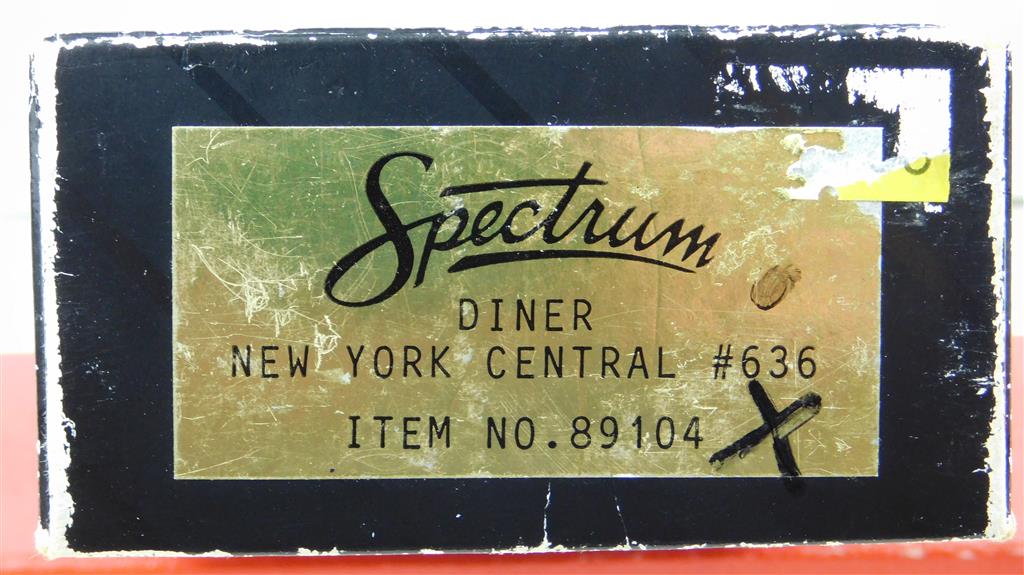 Spectrum
DINER
NEW YORK CENTRAL #636
ITEM NO.89104 X